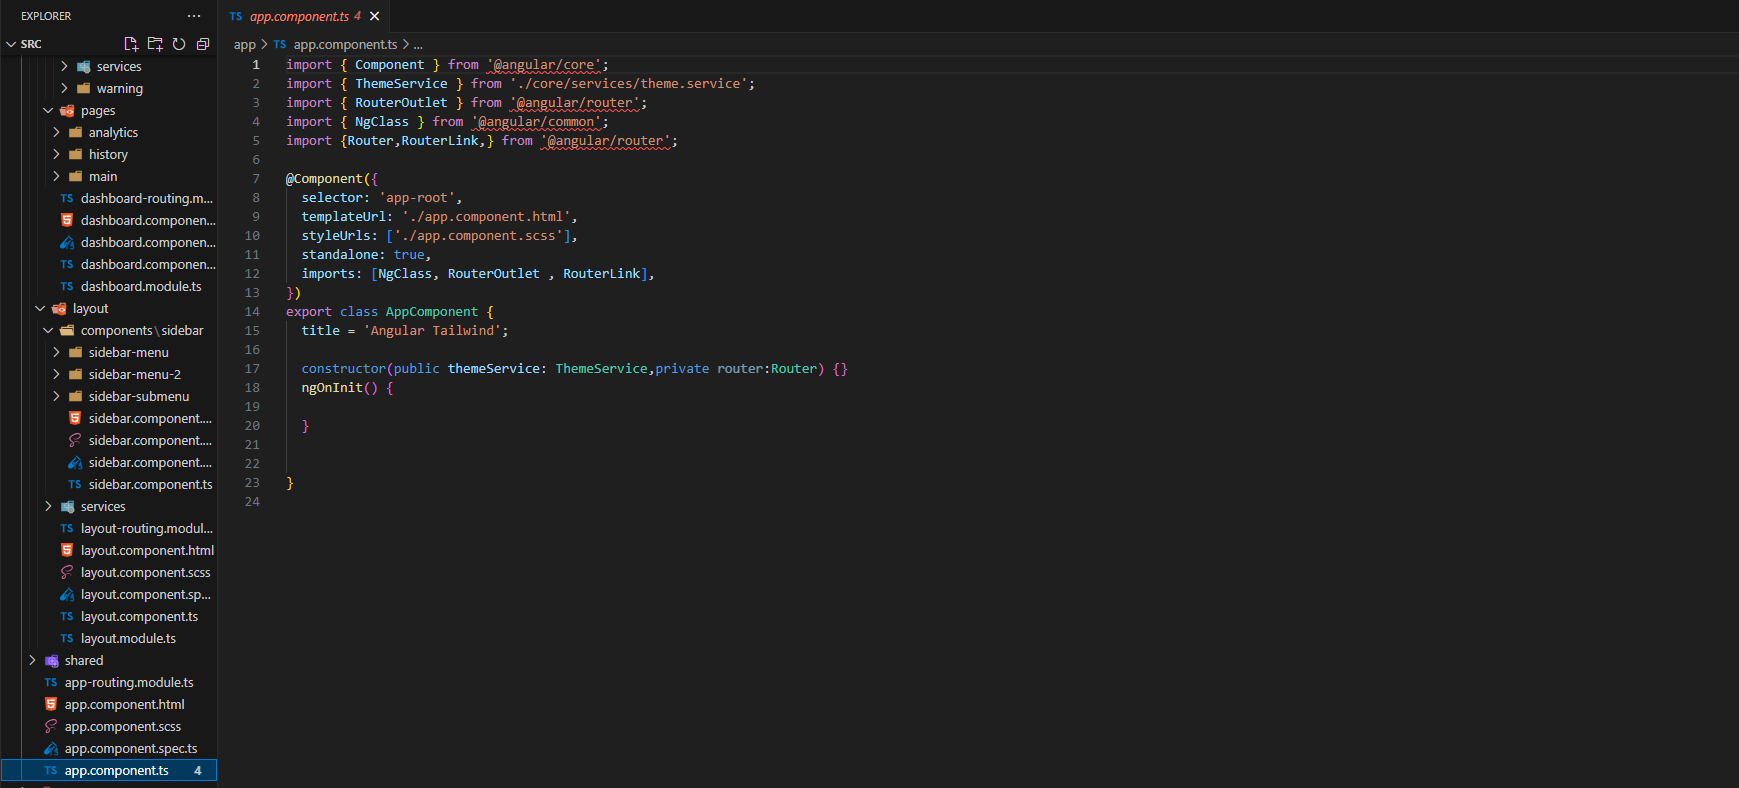 EXPLORER ...
SRC
services
warning
pages
analytics
history
main
TS dashboard-routing.m...
dashboard.componen...
dashboard.componen...
TS dashboard.componen...
TS dashboard.module.ts
layout
components\sidebar
sidebar-menu
sidebar-menu-2
sidebar-submenu
sidebar.component....
sidebar.component....
sidebar.component....
TS sidebar.component.ts
services
TS layout-routing.modul...
layout.component.html
layout.component.scss
layout.component.sp...
TS layout.component.ts
TS layout.module.ts
shared
TS app-routing.module.ts
app.component.html
app.component.scss
app.component.spec.ts
TS app.component.ts 4
TS app.component.ts 4
app > TS app.component.ts > ...
1 import { Component } from '@angular/core';
2 import { ThemeService } from './core/services/theme.service';
3 import { RouterOutlet } from '@angular/router';
4 import { NgClass } from '@angular/common';
5 import {Router,RouterLink,} from '@angular/router';
6
7 @Component({
8 selector: 'app-root',
9 templateUrl: './app.component.html',
10 styleUrls: ['./app.component.scss'],
11 standalone: true,
12 imports: [NgClass, RouterOutlet , RouterLink],
13 })
14 export class AppComponent {
15 title = 'Angular Tailwind';
16
17 constructor(public themeService: ThemeService,private router:Router) {}
18 ngOnInit() {
19
20 }
21
22
23 }
24